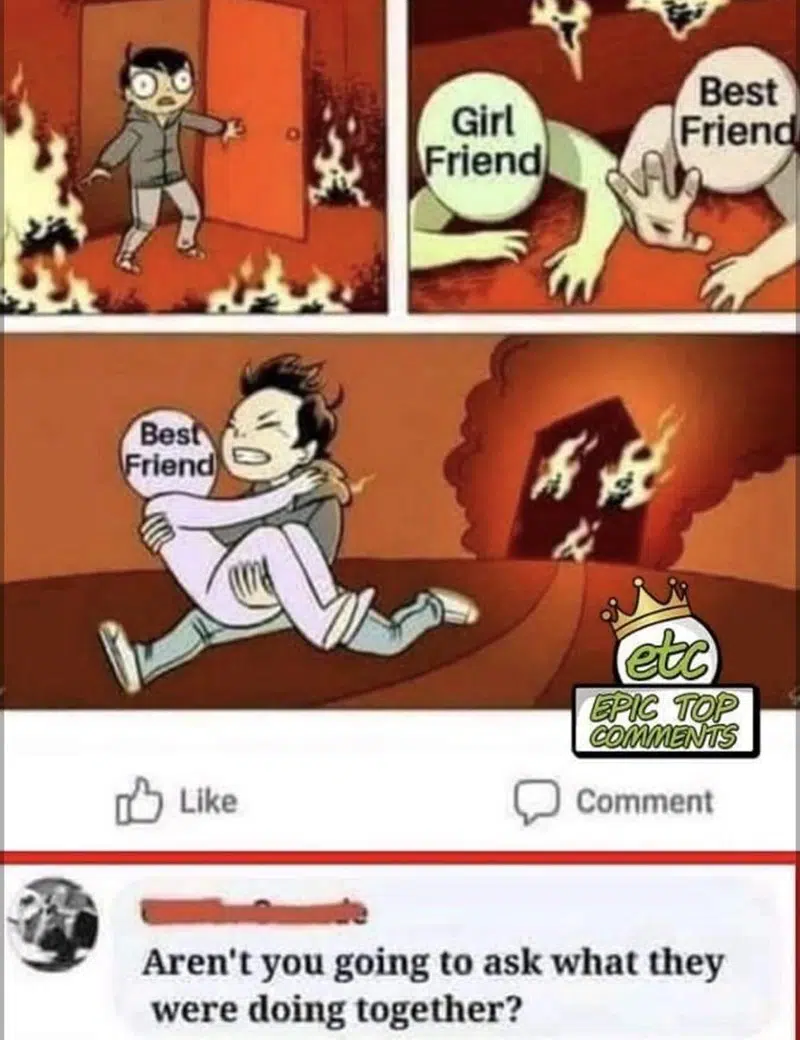 Girl
Friend
Best
Friend
Best
Friend
etc
EPIC TOP
COMMENTS
Like
Comment
Aren't you going to ask what they
were doing together?